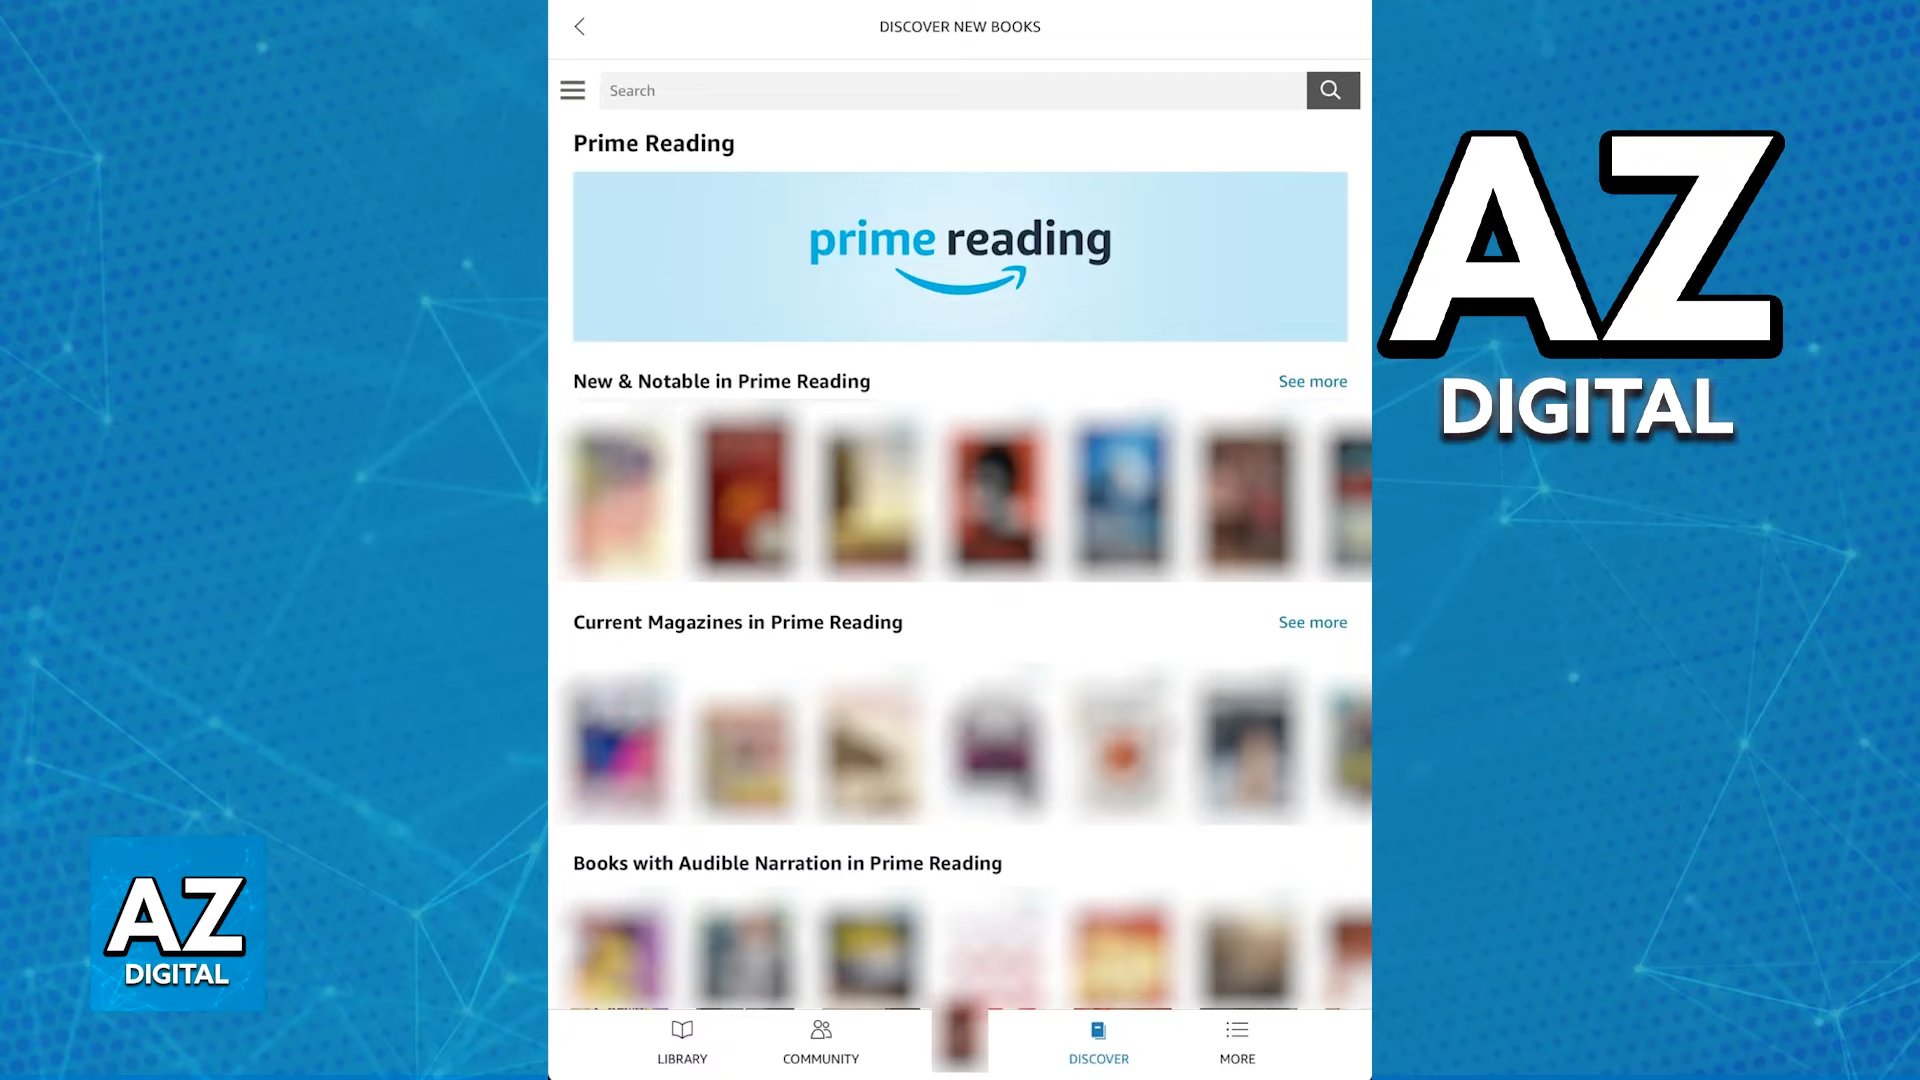 DISCOVER NEW BOOKS
Search
Prime Reading
prime reading
New & Notable in Prime Reading
See more
Current Magazines in Prime Reading
See more
Books with Audible Narration in Prime Reading
LIBRARY
COMMUNITY
DISCOVER
MORE
AZ
DIGITAL
AZ
DIGITAL